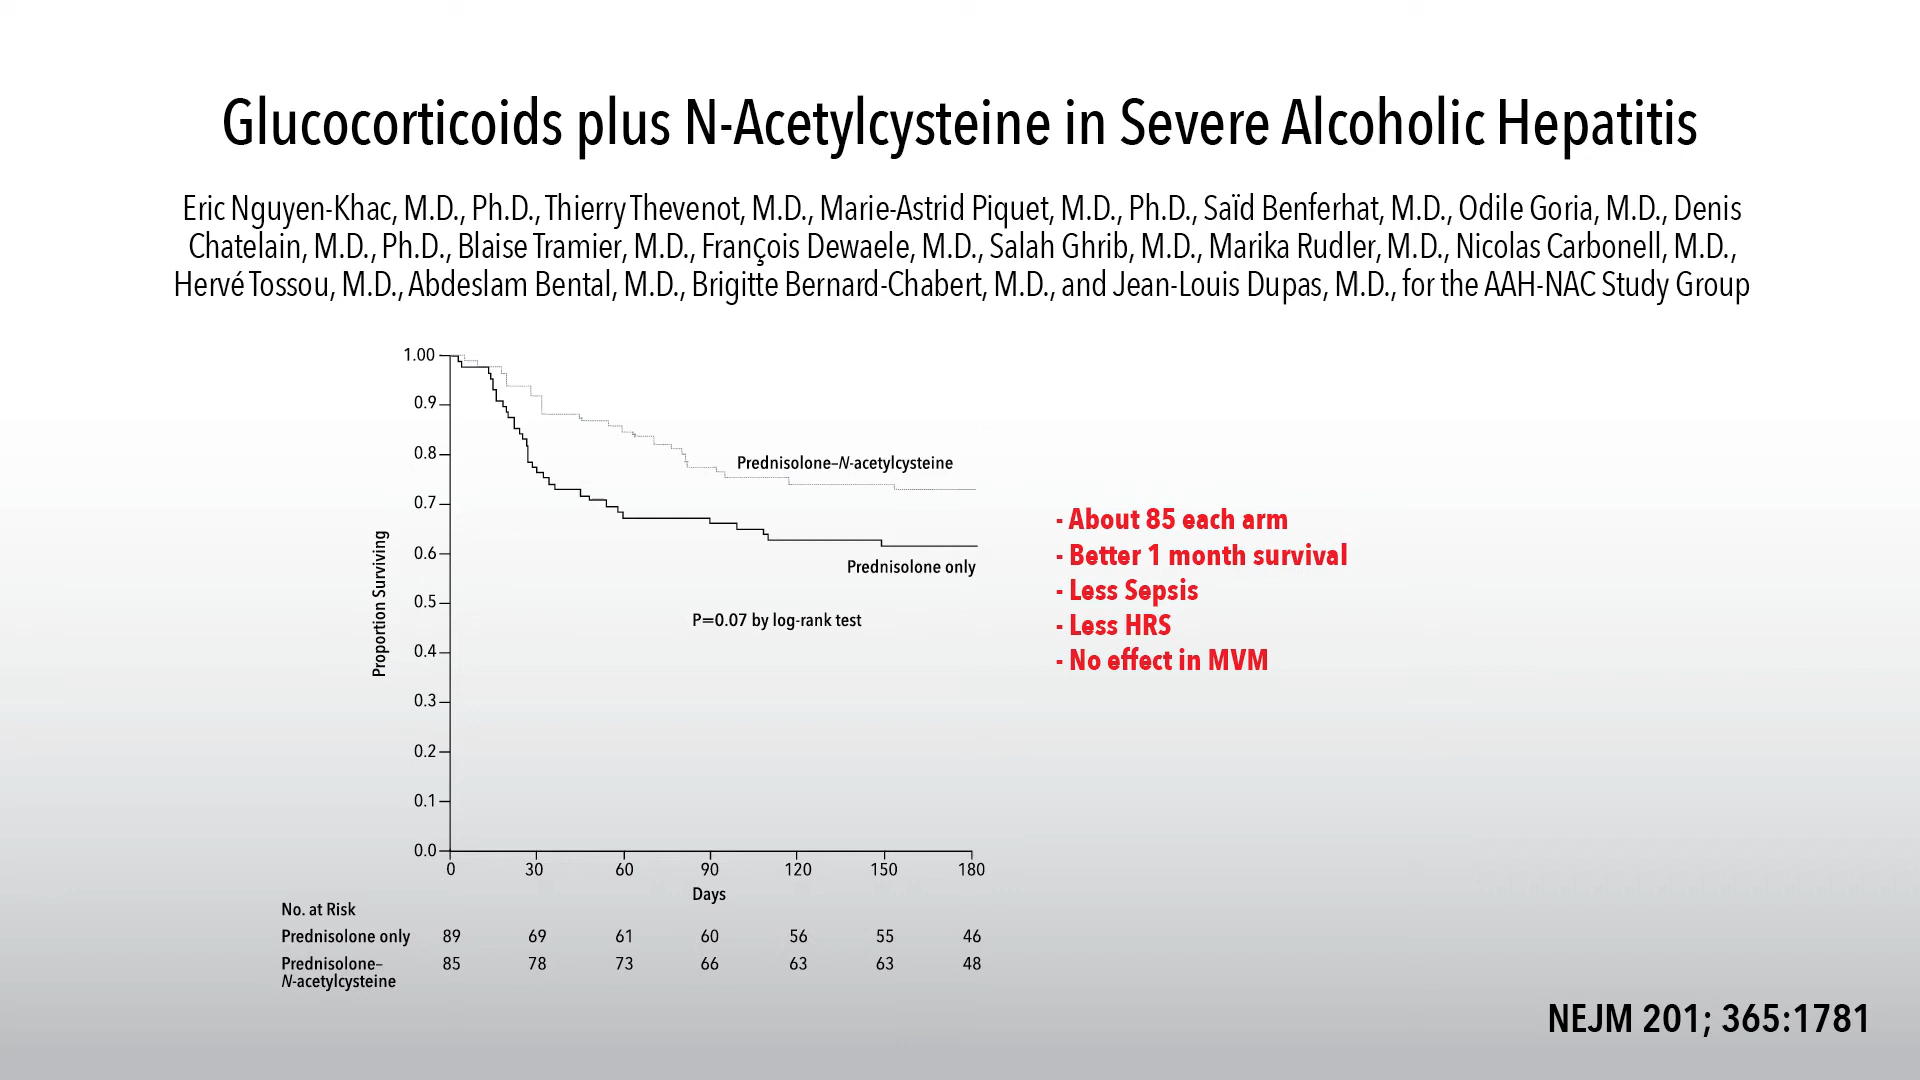 Glucocorticoids plus N-Acetylcysteine in Severe Alcoholic Hepatitis
Eric Nguyen-Khac, M.D., Ph.D., Thierry Thevenot, M.D., Marie-Astrid Piquet, M.D., Ph.D., Saïd Benferhat, M.D., Odile Goria, M.D., Denis
Chatelain, M.D., Ph.D., Blaise Tramier, M.D., François Dewaele, M.D., Salah Ghrib, M.D., Marika Rudler, M.D., Nicolas Carbonell, M.D.,
Hervé Tossou, M.D., Abdeslam Bental, M.D., Brigitte Bernard-Chabert, M.D., and Jean-Louis Dupas, M.D., for the AAH-NAC Study Group
Proportion Surviving
1.00
0.9
0.8
0.7
0.6
0.5
0.4
0.3
0.2
0.1
0.0
Prednisolone–N-acetylcysteine
Prednisolone only
P=0.07 by log-rank test
0 30 60 90 120 150 180
Days
No. at Risk
Prednisolone only 89 69 61 60 56 55 46
Prednisolone– 85 78 73 66 63 63 48
N-acetylcysteine
- About 85 each arm
- Better 1 month survival
- Less Sepsis
- Less HRS
- No effect in MVM
NEJM 201; 365:1781